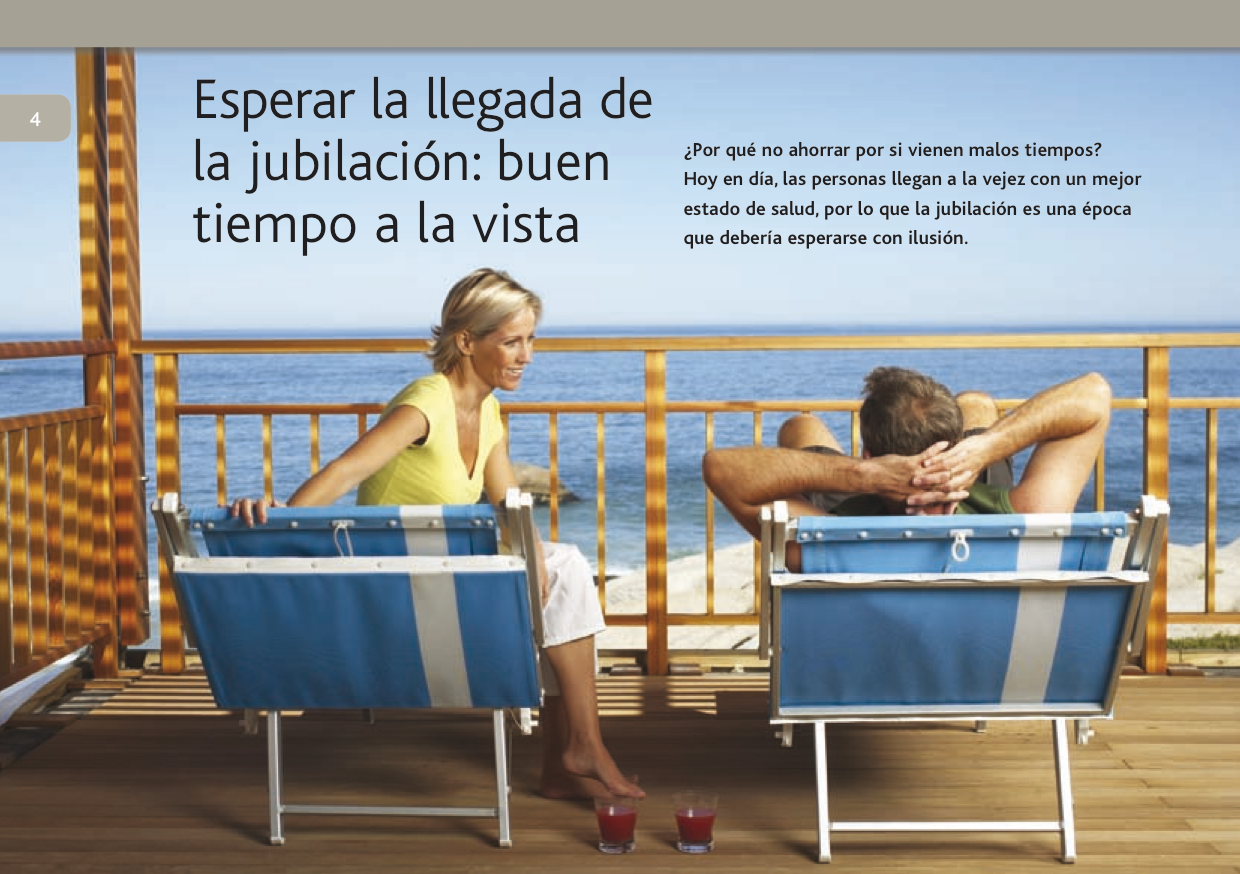 4
Esperar la llegada de
la jubilación: buen
tiempo a la vista
¿Por qué no ahorrar por si vienen malos tiempos?
Hoy en día, las personas llegan a la vejez con un mejor
estado de salud, por lo que la jubilación es una época
que debería esperarse con ilusión.